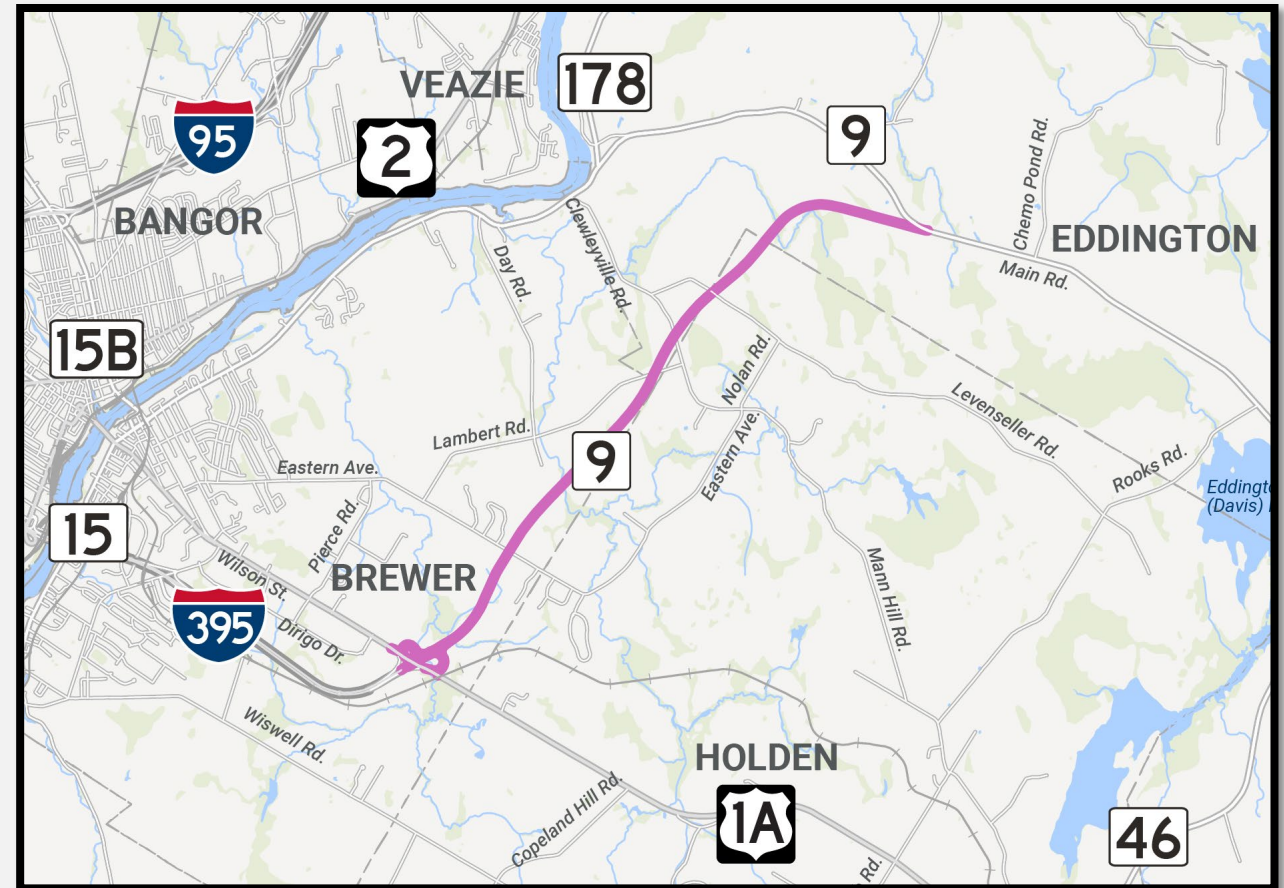 VEAZIE
178
95
2
9
BANGOR
Clewleyville Rd.
Chemo Pond Rd.
EDDINGTON
Day Rd.
Main Rd.
15B
Nolan Rd.
Levenseller Rd.
Lambert Rd.
9
Eastern Ave.
Eastern Ave.
Rooks Rd.
(Davis)
15
Pierce Rd.
Wilson St.
BREWER
Mann Hill Rd.
395
Dirigo Dr.
Wiswell Rd.
HOLDEN
Copeland Hill Rd.
1A
46
Rd.